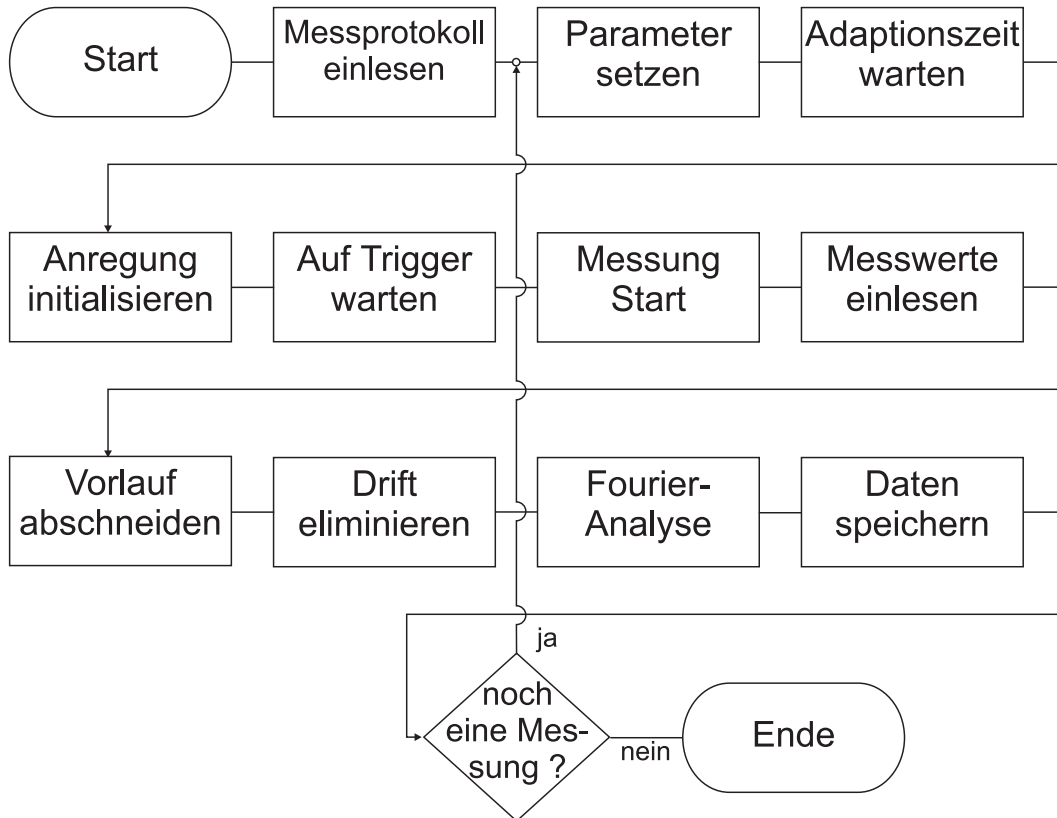 Start
Messprotokoll
einlesen
Parameter
setzen
Adaptionszeit
warten
Anregung
initialisieren
Auf Trigger
warten
Messung
Start
Messwerte
einlesen
Vorlauf
abschneiden
Drift
eliminieren
Fourier-
Analyse
Daten
speichern
ja
noch
eine Mes-
sung ?
nein
Ende